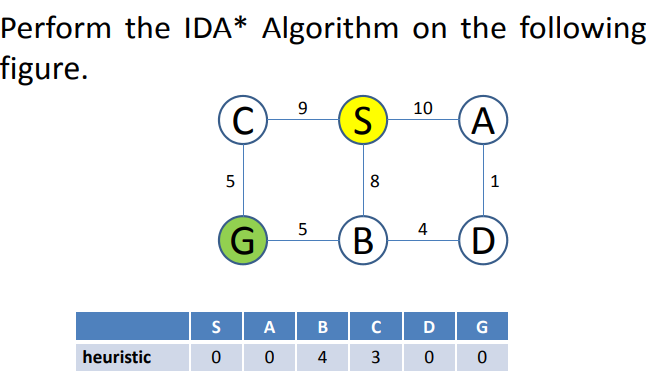 Perform the IDA* Algorithm on the following
figure.
C 9 S 10 A
5 8 1
G 5 B 4 D
S A B C D G
heuristic 0 0 4 3 0 0